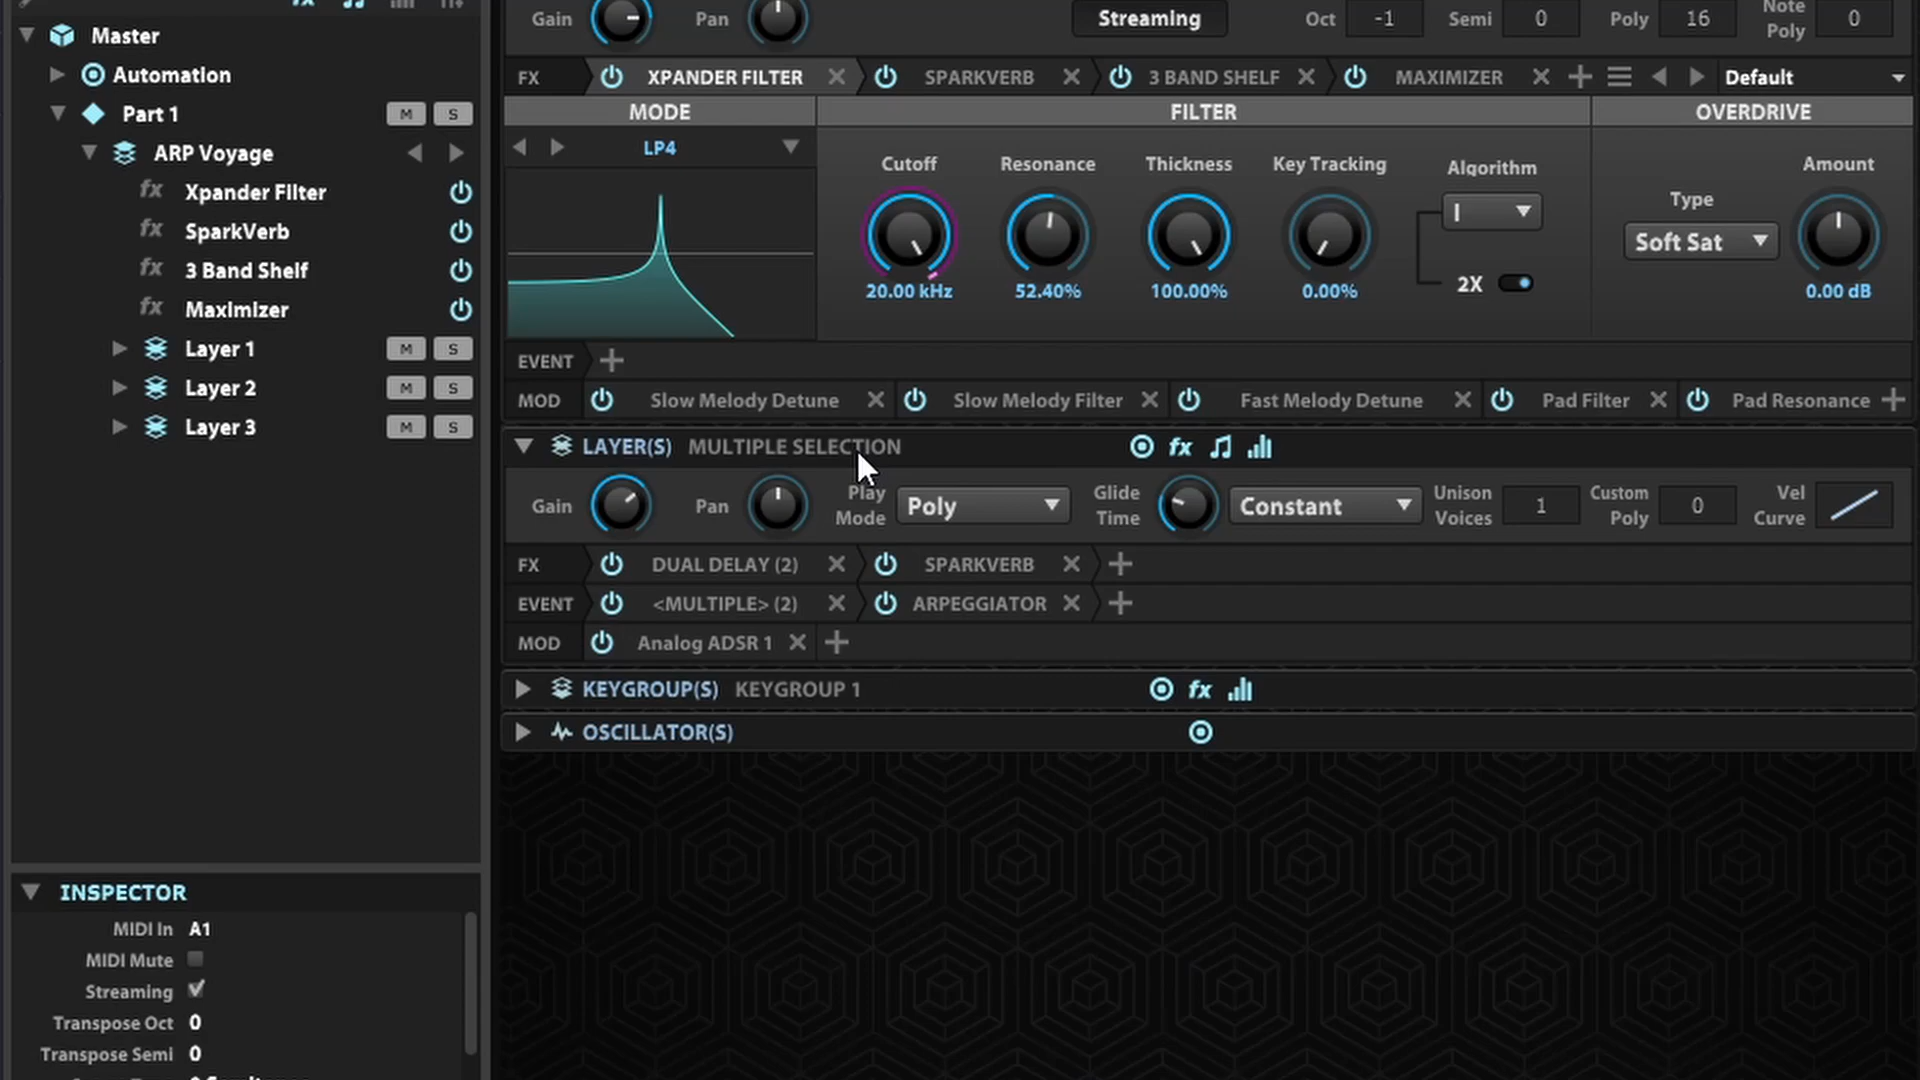 Master
Automation
Part 1 M S
ARP Voyage
fx Xpander Filter
fx SparkVerb
fx 3 Band Shelf
fx Maximizer
Layer 1 M S
Layer 2 M S
Layer 3 M S
INSPECTOR
MIDI In A1
MIDI Mute
Streaming
Transpose Oct 0
Transpose Semi 0
Gain Pan Streaming Oct -1 Semi 0 Poly 16 Note Poly 0
FX XPANDER FILTER SPARKVERB 3 BAND SHELF MAXIMIZER Default
MODE FILTER OVERDRIVE
LP4
Cutoff Resonance Thickness Key Tracking Algorithm Amount
Type
I
Soft Sat
2X
20.00 kHz 52.40% 100.00% 0.00% 0.00 dB
EVENT
MOD Slow Melody Detune Slow Melody Filter Fast Melody Detune Pad Filter Pad Resonance
LAYER(S) MULTIPLE SELECTION fx
Gain Pan Play Mode Poly Glide Time Constant Unison Voices 1 Custom Poly 0 Vel Curve
FX DUAL DELAY (2) SPARKVERB
EVENT <MULTIPLE> (2) ARPEGGIATOR
MOD Analog ADSR 1
KEYGROUP(S) KEYGROUP 1 fx
OSCILLATOR(S)